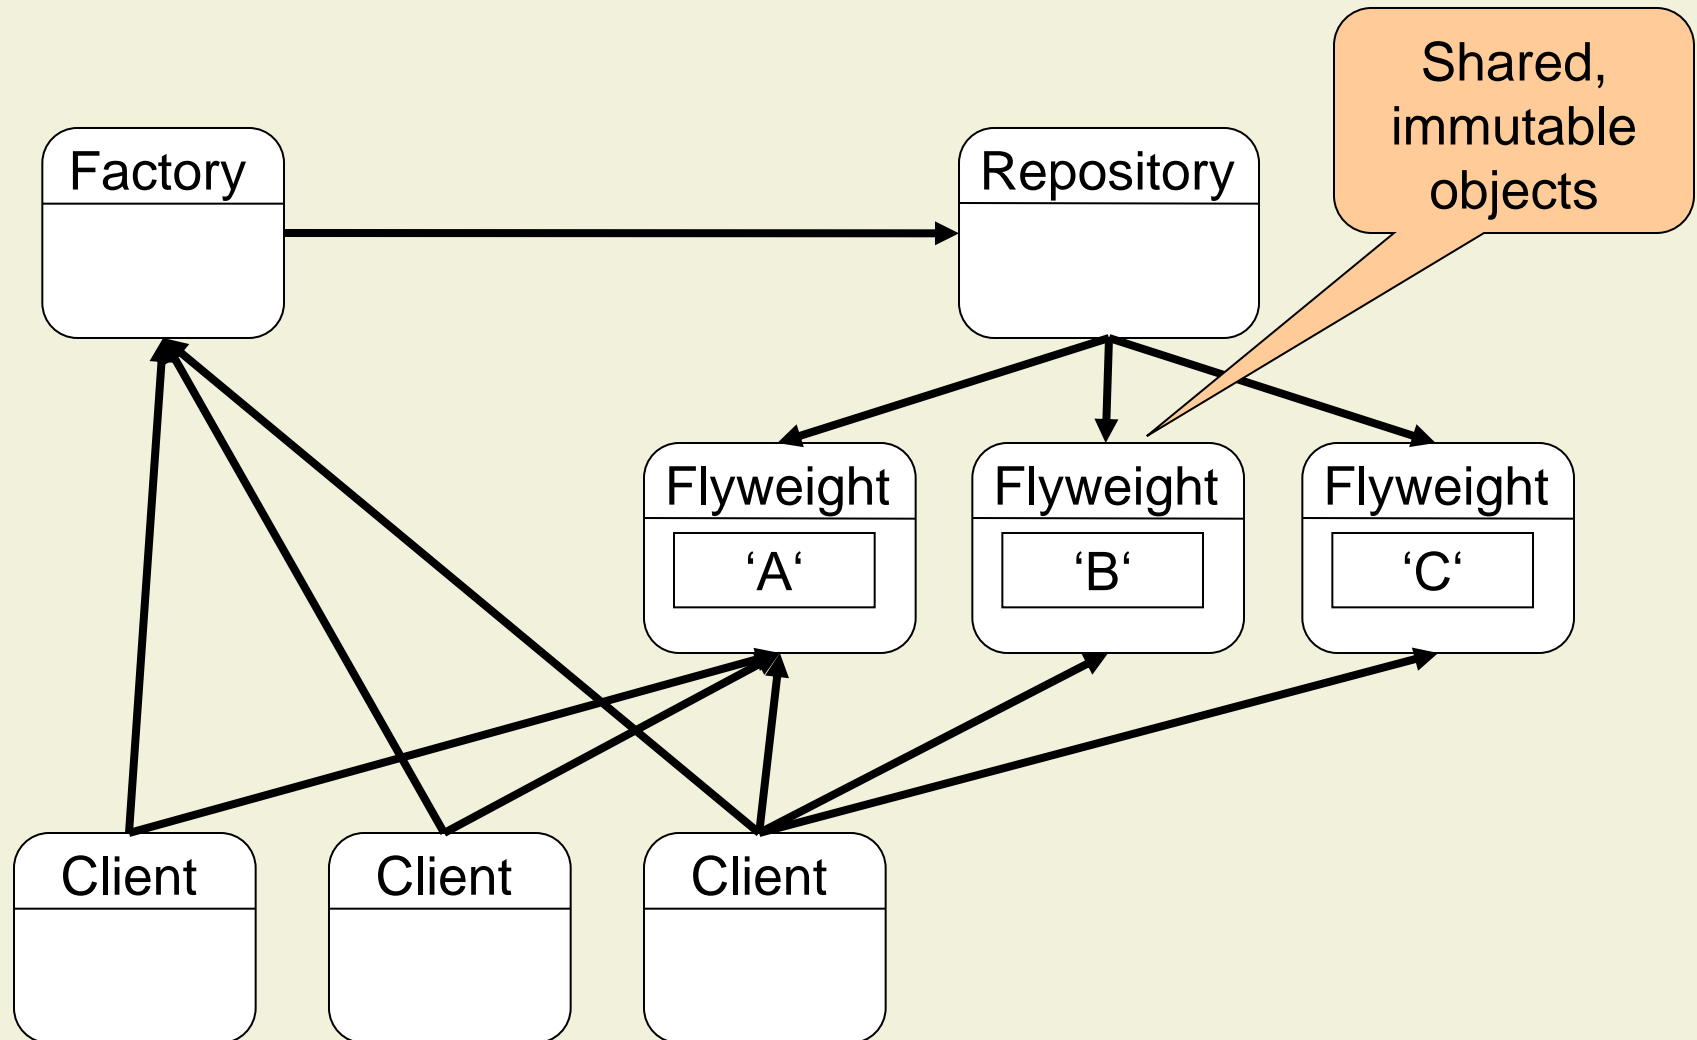 Shared,
immutable
objects
Factory
Repository
Flyweight
Flyweight
Flyweight
‘A‘
‘B‘
‘C‘
Client
Client
Client